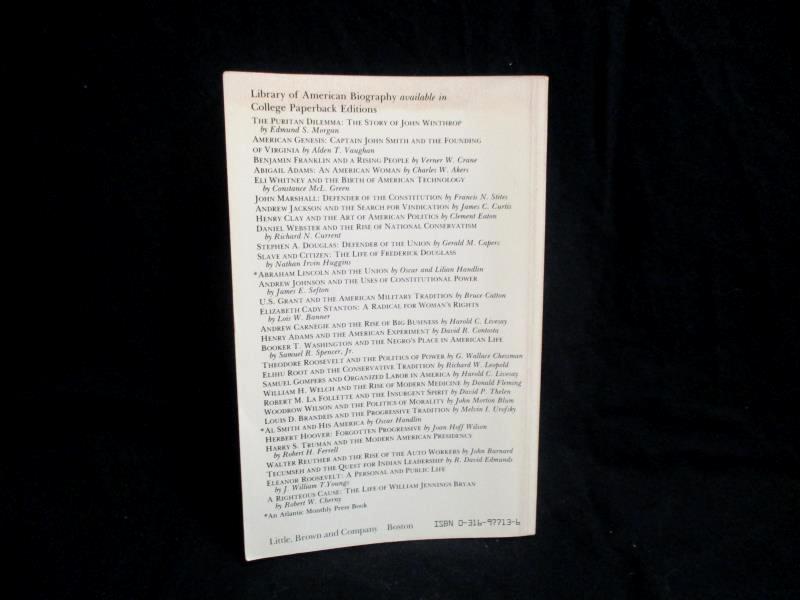 Library of American Biography available in
College Paperback Editions
THE PURITAN DILEMMA: THE STORY OF JOHN WINTHROP
by Edmund S. Morgan
AMERICAN GENESIS: CAPTAIN JOHN SMITH AND THE FOUNDING
OF VIRGINIA by Alden T. Vaughan
BENJAMIN FRANKLIN AND A RISING PEOPLE by Verner W. Crane
ABIGAIL ADAMS: AN AMERICAN WOMAN by Charles W. Akers
ELI WHITNEY AND THE BIRTH OF AMERICAN TECHNOLOGY
by Constance McL. Green
JOHN MARSHALL: DEFENDER OF THE CONSTITUTION by Francis N. Stites
ANDREW JACKSON AND THE SEARCH FOR VINDICATION by James C. Curtis
HENRY CLAY AND THE ART OF AMERICAN POLITICS by Clement Eaton
DANIEL WEBSTER AND THE RISE OF NATIONAL CONSERVATISM
by Richard N. Current
STEPHEN A. DOUGLAS: DEFENDER OF THE UNION by Gerald M. Capers
SLAVE AND CITIZEN: THE LIFE OF FREDERICK DOUGLASS
by Nathan Irvin Huggins
*ABRAHAM LINCOLN AND THE UNION by Oscar and Lilian Handlin
ANDREW JOHNSON AND THE USES OF CONSTITUTIONAL POWER
by James E. Sefton
U.S. GRANT AND THE AMERICAN MILITARY TRADITION by Bruce Catton
ELIZABETH CADY STANTON: A RADICAL FOR WOMAN'S RIGHTS
by Lois W. Banner
ANDREW CARNEGIE AND THE RISE OF BIG BUSINESS by Harold C. Livesay
HENRY ADAMS AND THE AMERICAN EXPERIMENT by David R. Contosta
BOOKER T. WASHINGTON AND THE NEGRO'S PLACE IN AMERICAN LIFE
by Samuel R. Spencer, Jr.
THEODORE ROOSEVELT AND THE POLITICS OF POWER by G. Wallace Chessman
ELIHU ROOT AND THE CONSERVATIVE TRADITION by Richard W. Leopold
SAMUEL GOMPERS AND ORGANIZED LABOR IN AMERICA by Harold C. Livesay
WILLIAM H. WELCH AND THE RISE OF MODERN MEDICINE by Donald Fleming
ROBERT M. LA FOLLETTE AND THE INSURGENT SPIRIT by David P. Thelen
WOODROW WILSON AND THE POLITICS OF MORALITY by John Morton Blum
LOUIS D. BRANDEIS AND THE PROGRESSIVE TRADITION by Melvin I. Urofsky
*AL SMITH AND HIS AMERICA by Oscar Handlin
HERBERT HOOVER: FORGOTTEN PROGRESSIVE by Joan Hoff Wilson
HARRY S. TRUMAN AND THE MODERN AMERICAN PRESIDENCY
by Robert H. Ferrell
WALTER REUTHER AND THE RISE OF THE AUTO WORKERS by John Barnard
TECUMSEH AND THE QUEST FOR INDIAN LEADERSHIP by R. David Edmunds
ELEANOR ROOSEVELT: A PERSONAL AND PUBLIC LIFE
by J. William T. Youngs
A RIGHTEOUS CAUSE: THE LIFE OF WILLIAM JENNINGS BRYAN
by Robert W. Cherny
*An Atlantic Monthly Press Book
Little, Brown and Company Boston ISBN 0-316-97713-6